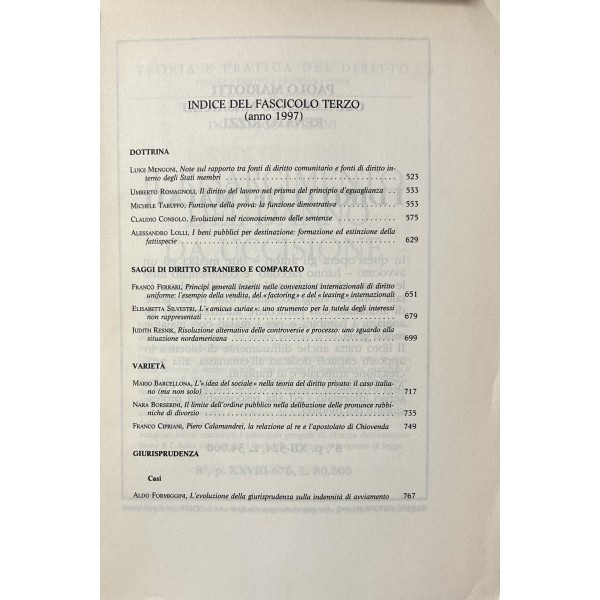 INDICE DEL FASCICOLO TERZO
(anno 1997)
DOTTRINA
LUIGI MENGONI, Note sul rapporto tra fonti di diritto comunitario e fonti di diritto in-
terno degli Stati membri 523
UMBERTO ROMAGNOLI, Il diritto del lavoro nel prisma del principio d'eguaglianza .. 533
MICHELE TARUFFO, Funzione della prova: la funzione dimostrativa 553
CLAUDIO CONSOLO, Evoluzioni nel riconoscimento delle sentenze 575
ALESSANDRO LOLLI, I beni pubblici per destinazione: formazione ed estinzione della
fattispecie 629
SAGGI DI DIRITTO STRANIERO E COMPARATO
FRANCO FERRARI, Principi generali inseriti nelle convenzioni internazionali di diritto
uniforme: l'esempio della vendita, del «factoring» e del «leasing» internazionali 651
ELISABETTA SILVESTRI, L'«amicus curiae»: uno strumento per la tutela degli interessi
non rappresentati 679
JUDITH RESNIK, Risoluzione alternativa delle controversie e processo: uno sguardo alla
situazione nordamericana 699
VARIETÀ
MARIO BARCELLONA, L'«idea del sociale» nella teoria del diritto privato: il caso italia-
no (ma non solo) 717
NARA BORSERINI, Il limite dell'ordine pubblico nella delibazione delle pronunce rabbi-
niche di divorzio 735
FRANCO CIPRIANI, Piero Calamandrei, la relazione al re e l'apostolato di Chiovenda 749
GIURISPRUDENZA
Casi
ALDO FORMIGGINI, L'evoluzione della giurisprudenza sulla indennità di avviamento 767